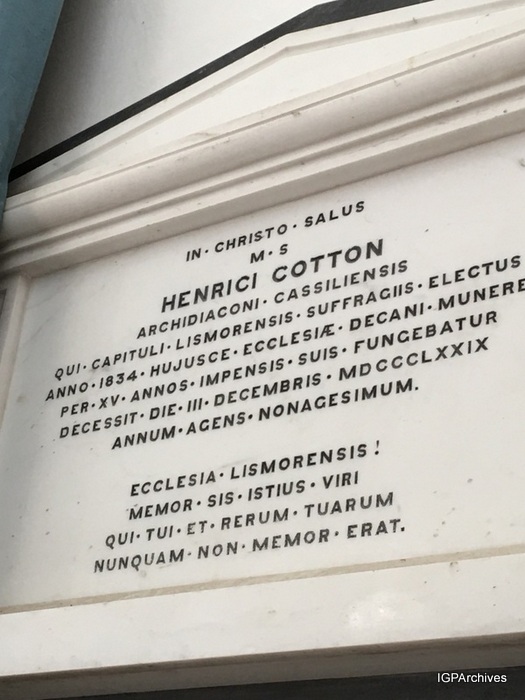 IN · CHRISTO · SALUS
M · S
HENRICI COTTON
ARCHIDIACONI · CASSILIENSIS
QUI · CAPITULI · LISMORENSIS · SUFFRAGIIS · ELECTUS
ANNO · 1834 · HUJUSCE · ECCLESIÆ · DECANI · MUNERE
PER · XV · ANNOS · IMPENSIS · SUIS · FUNGEBATUR
DECESSIT · DIE · III · DECEMBRIS · MDCCCLXXIX
ANNUM · AGENS · NONAGESIMUM.
ECCLESIA · LISMORENSIS !
MEMOR · SIS · ISTIUS · VIRI
QUI · TUI · ET · RERUM · TUARUM
NUNQUAM · NON · MEMOR · ERAT.
IGPArchives